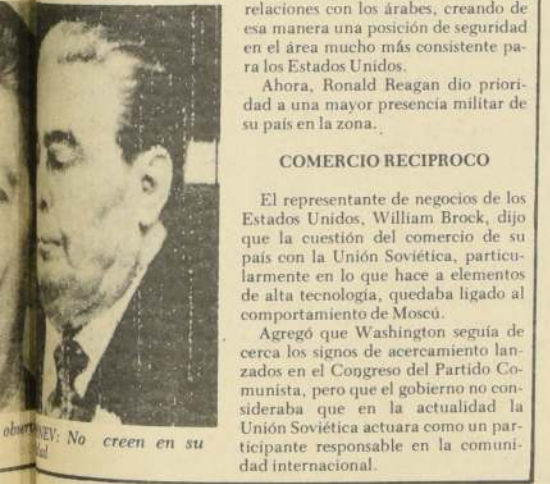 relaciones con los árabes, creando de
esa manera una posición de seguridad
en el área mucho más consistente pa-
ra los Estados Unidos.
Ahora, Ronald Reagan dio priori-
dad a una mayor presencia militar de
su país en la zona.
COMERCIO RECIPROCO
El representante de negocios de los
Estados Unidos, William Brock, dijo
que la cuestión del comercio de su
país con la Unión Soviética, particu-
larmente en lo que hace a elementos
de alta tecnología, quedaba ligado al
comportamiento de Moscú.
Agregó que Washington seguía de
cerca los signos de acercamiento lan-
zados en el Congreso del Partido Co-
munista, pero que el gobierno no con-
sideraba que en la actualidad la
Unión Soviética actuara como un par-
ticipante responsable en la comuni-
dad internacional.
No creen en su